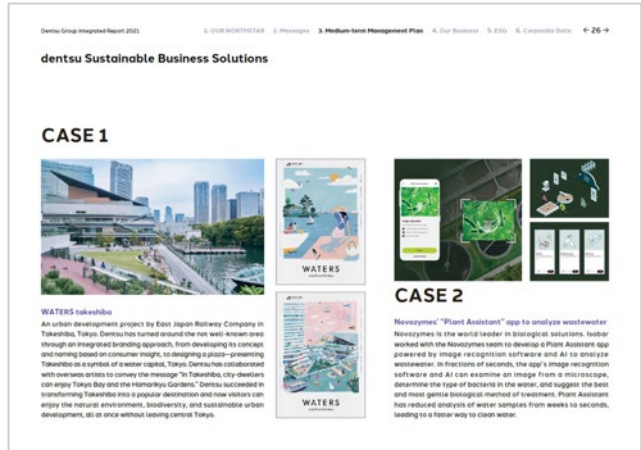 Dentsu Group Integrated Report 2021
1. OUR NORTHSTAR 2. Messages 3. Medium-term Management Plan 4. Our Business 5. ESG 6. Corporate Data ← 26 →
dentsu Sustainable Business Solutions
CASE 1
WATERS
WATERS
WATERS takeshiba
An urban development project by East Japan Railway Company in
Takeshiba, Tokyo. Dentsu has turned around the not well-known area
through an integrated branding approach, from developing its concept
and naming based on consumer insight, to designing a plaza—presenting
Takeshiba as a symbol of a water capital, Tokyo. Dentsu has collaborated
with overseas artists to convey the message "In Takeshiba, city-dwellers
can enjoy Tokyo Bay and the Hamarikyu Gardens." Dentsu succeeded in
transforming Takeshiba into a popular destination and now visitors can
enjoy the natural environment, biodiversity, and sustainable urban
development, all at once without leaving central Tokyo.
CASE 2
Novozymes' "Plant Assistant" app to analyze wastewater
Novozymes is the world leader in biological solutions. Isobar
worked with the Novozymes team to develop a Plant Assistant app
powered by image recognition software and AI to analyze
wastewater. In fractions of seconds, the app's image recognition
software and AI can examine an image from a microscope,
determine the type of bacteria in the water, and suggest the best
and most gentle biological method of treatment. Plant Assistant
has reduced analysis of water samples from weeks to seconds,
leading to a faster way to clean water.